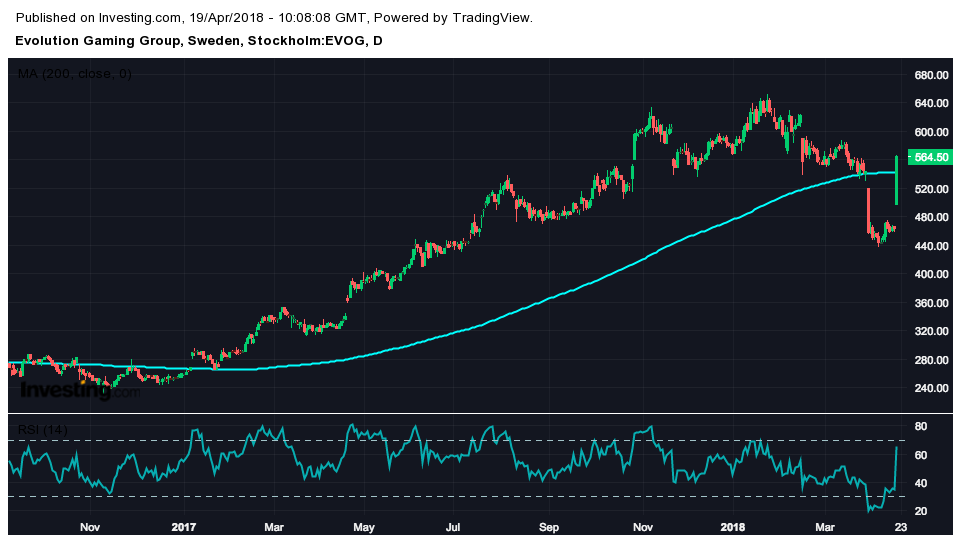 Published on Investing.com, 19/Apr/2018 - 10:08:08 GMT, Powered by TradingView.
Evolution Gaming Group, Sweden, Stockholm:EVOG, D
MA (200, close, 0)
680.00
640.00
600.00
564.50
520.00
480.00
440.00
400.00
360.00
320.00
280.00
240.00
Investing.com
RSI (14)
80
60
40
20
Nov 2017 Mar May Jul Sep Nov 2018 Mar 23